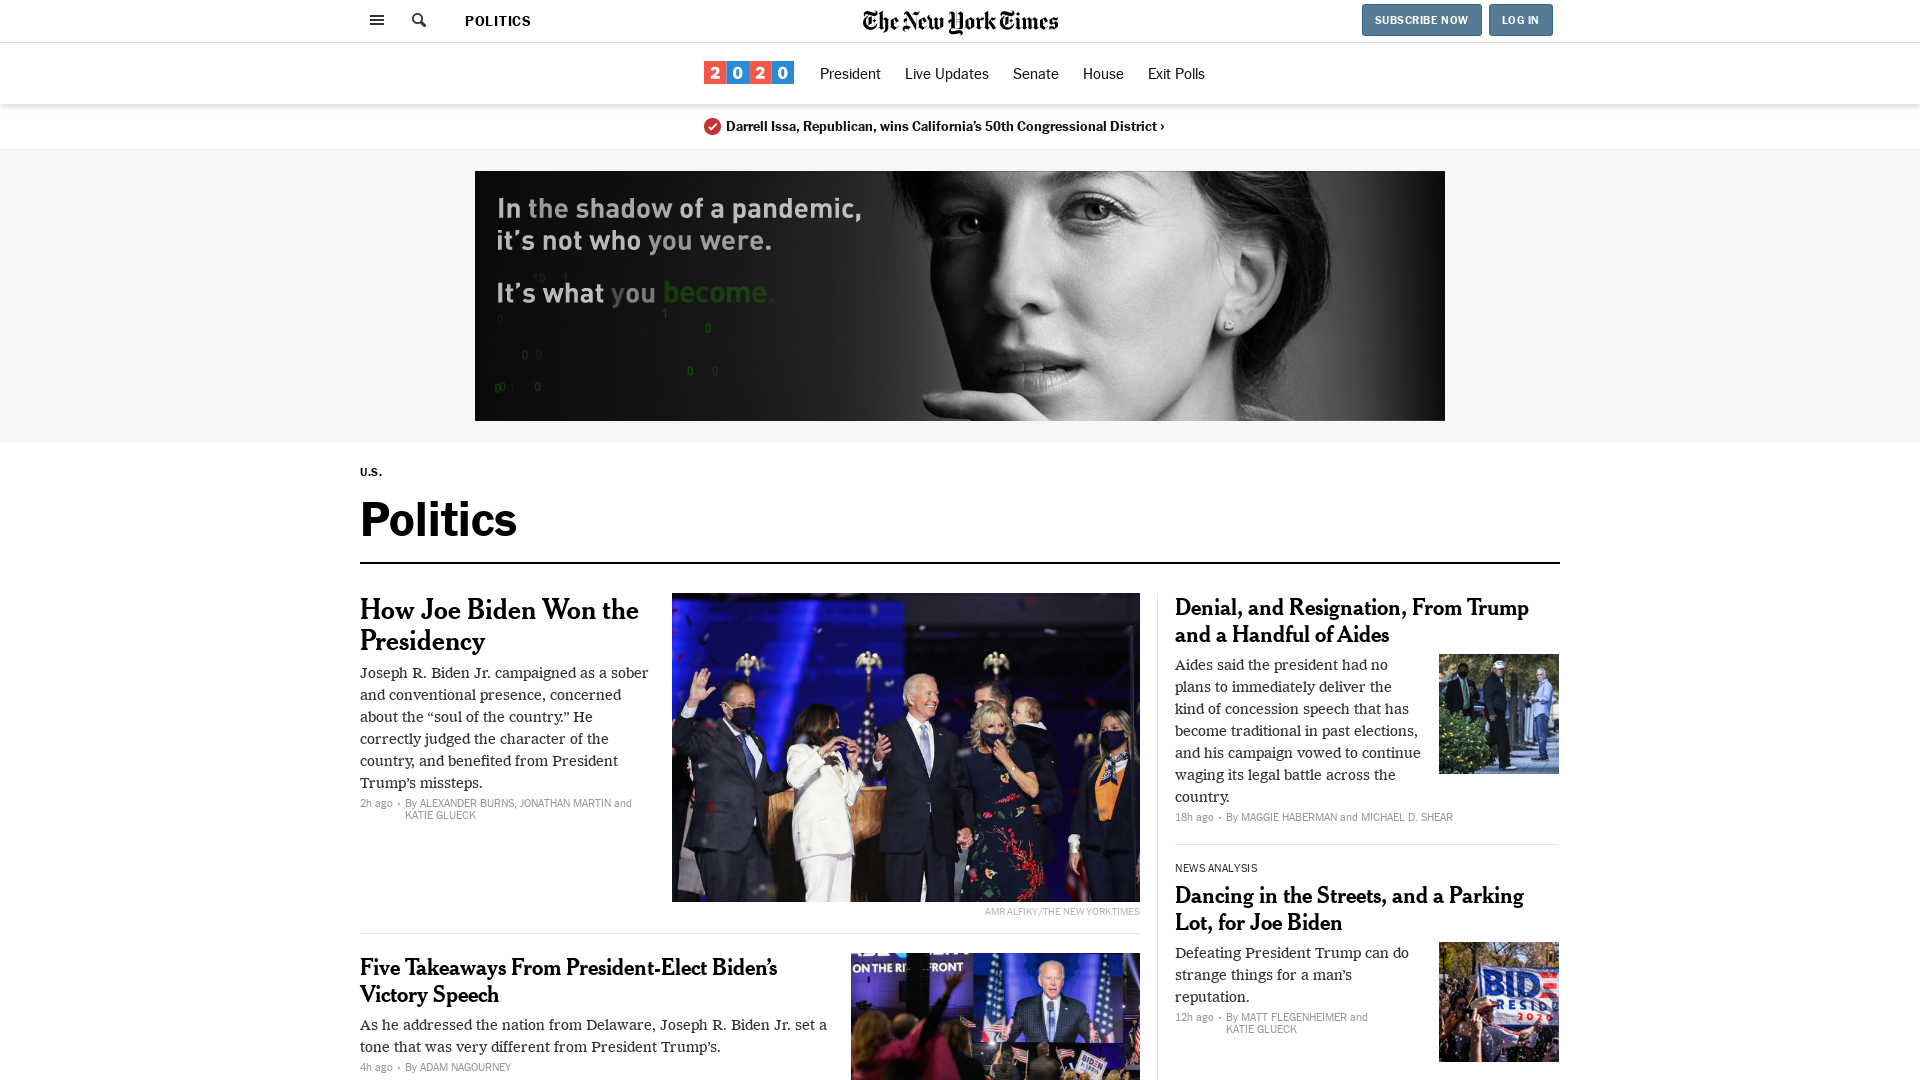 POLITICS
The New York Times
SUBSCRIBE NOW
LOG IN
2020
President
Live Updates
Senate
House
Exit Polls
Darrell Issa, Republican, wins California’s 50th Congressional District ›
In the shadow of a pandemic,
it’s not who you were.
It’s what you become.
U.S.
Politics
How Joe Biden Won the
Presidency
Joseph R. Biden Jr. campaigned as a sober
and conventional presence, concerned
about the “soul of the country.” He
correctly judged the character of the
country, and benefited from President
Trump’s missteps.
2h ago · By ALEXANDER BURNS, JONATHAN MARTIN and
KATIE GLUECK
AMR ALFIKY/THE NEW YORK TIMES
Five Takeaways From President-Elect Biden’s
Victory Speech
As he addressed the nation from Delaware, Joseph R. Biden Jr. set a
tone that was very different from President Trump’s.
4h ago · By ADAM NAGOURNEY
ON THE
FRONT
BIDEN
Denial, and Resignation, From Trump
and a Handful of Aides
Aides said the president had no
plans to immediately deliver the
kind of concession speech that has
become traditional in past elections,
and his campaign vowed to continue
waging its legal battle across the
country.
18h ago · By MAGGIE HABERMAN and MICHAEL D. SHEAR
NEWS ANALYSIS
Dancing in the Streets, and a Parking
Lot, for Joe Biden
Defeating President Trump can do
strange things for a man’s
reputation.
12h ago · By MATT FLEGENHEIMER and
KATIE GLUECK
BIDE
RESID
2020